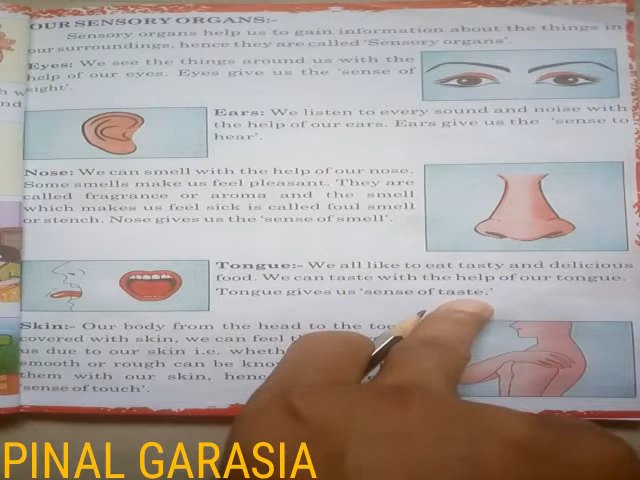 OUR SENSORY ORGANS:-
Sensory organs help us to gain information about the things in
our surroundings, hence they are called 'Sensory organs'.
Eyes: We see the things around us with the
help of our eyes. Eyes give us the 'sense of
sight'.
Ears: We listen to every sound and noise with
the help of our ears. Ears give us the 'sense to
hear'.
Nose: We can smell with the help of our nose.
Some smells make us feel pleasant. They are
called fragrance or aroma and the smell
which makes us feel sick is called foul smell
or stench. Nose gives us the 'sense of smell'.
Tongue:- We all like to eat tasty and delicious
food. We can taste with the help of our tongue.
Tongue gives us 'sense of taste.'
Skin:- Our body from the head to the toe
covered with skin, we can feel
us due to our skin i.e.
smooth or rough can be
them with our skin,
'sense of touch'.
PINAL GARASIA